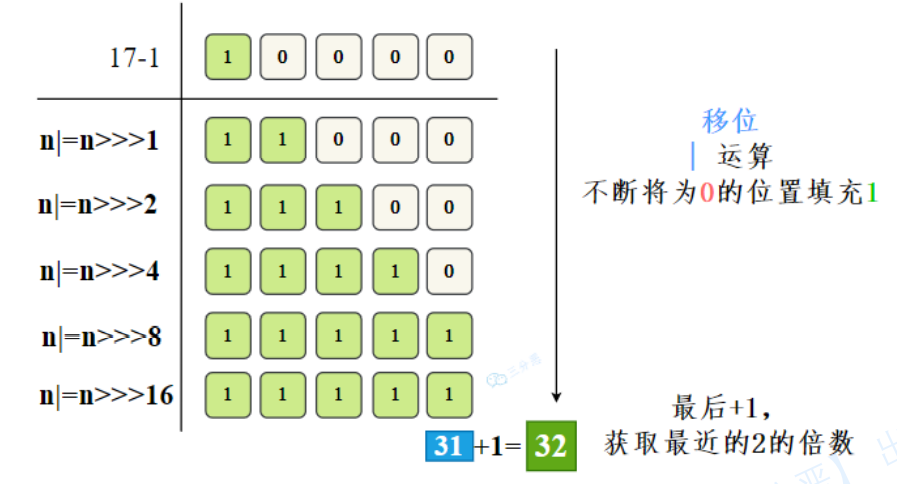 17-1 1 0 0 0 0
n|=n>>>1 1 1 0 0 0
n|=n>>>2 1 1 1 0 0
n|=n>>>4 1 1 1 1 0
n|=n>>>8 1 1 1 1 1
n|=n>>>16 1 1 1 1 1
移位
| 运算
不断将为0的位置填充1
三分恶
31+1= 32
最后+1,
获取最近的2的倍数